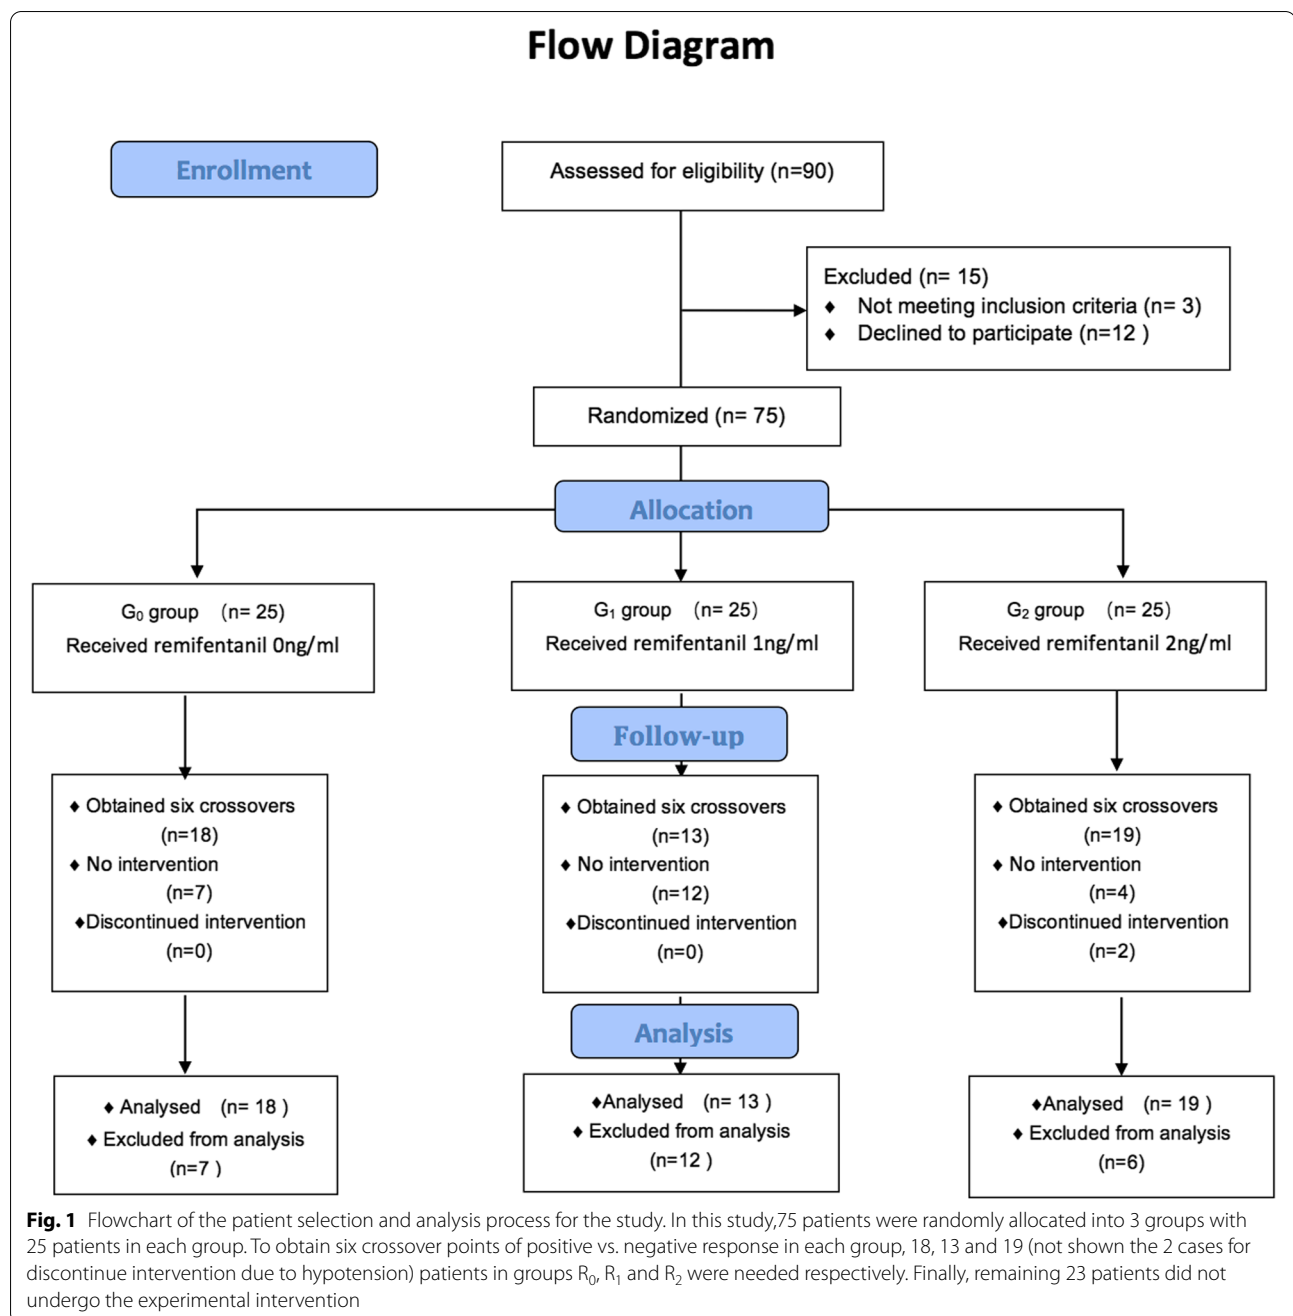 Flow Diagram
Enrollment
Assessed for eligibility (n=90)
Excluded (n= 15)
♦ Not meeting inclusion criteria (n= 3)
♦ Declined to participate (n=12 )
Randomized (n= 75)
Allocation
G₀ group (n= 25)
Received remifentanil 0ng/ml
G₁ group (n= 25)
Received remifentanil 1ng/ml
G₂ group (n= 25)
Received remifentanil 2ng/ml
Follow-up
♦ Obtained six crossovers
(n=18)
♦ No intervention
(n=7)
♦Discontinued intervention
(n=0)
♦ Obtained six crossovers
(n=13)
♦ No intervention
(n=12)
♦Discontinued intervention
(n=0)
♦ Obtained six crossovers
(n=19)
♦ No intervention
(n=4)
♦Discontinued intervention
(n=2)
Analysis
♦ Analysed (n= 18 )
♦ Excluded from analysis
(n=7 )
♦Analysed (n= 13 )
♦ Excluded from analysis
(n=12 )
♦Analysed (n= 19 )
♦ Excluded from analysis
(n=6)
Fig. 1 Flowchart of the patient selection and analysis process for the study. In this study,75 patients were randomly allocated into 3 groups with
25 patients in each group. To obtain six crossover points of positive vs. negative response in each group, 18, 13 and 19 (not shown the 2 cases for
discontinue intervention due to hypotension) patients in groups R₀, R₁ and R₂ were needed respectively. Finally, remaining 23 patients did not
undergo the experimental intervention